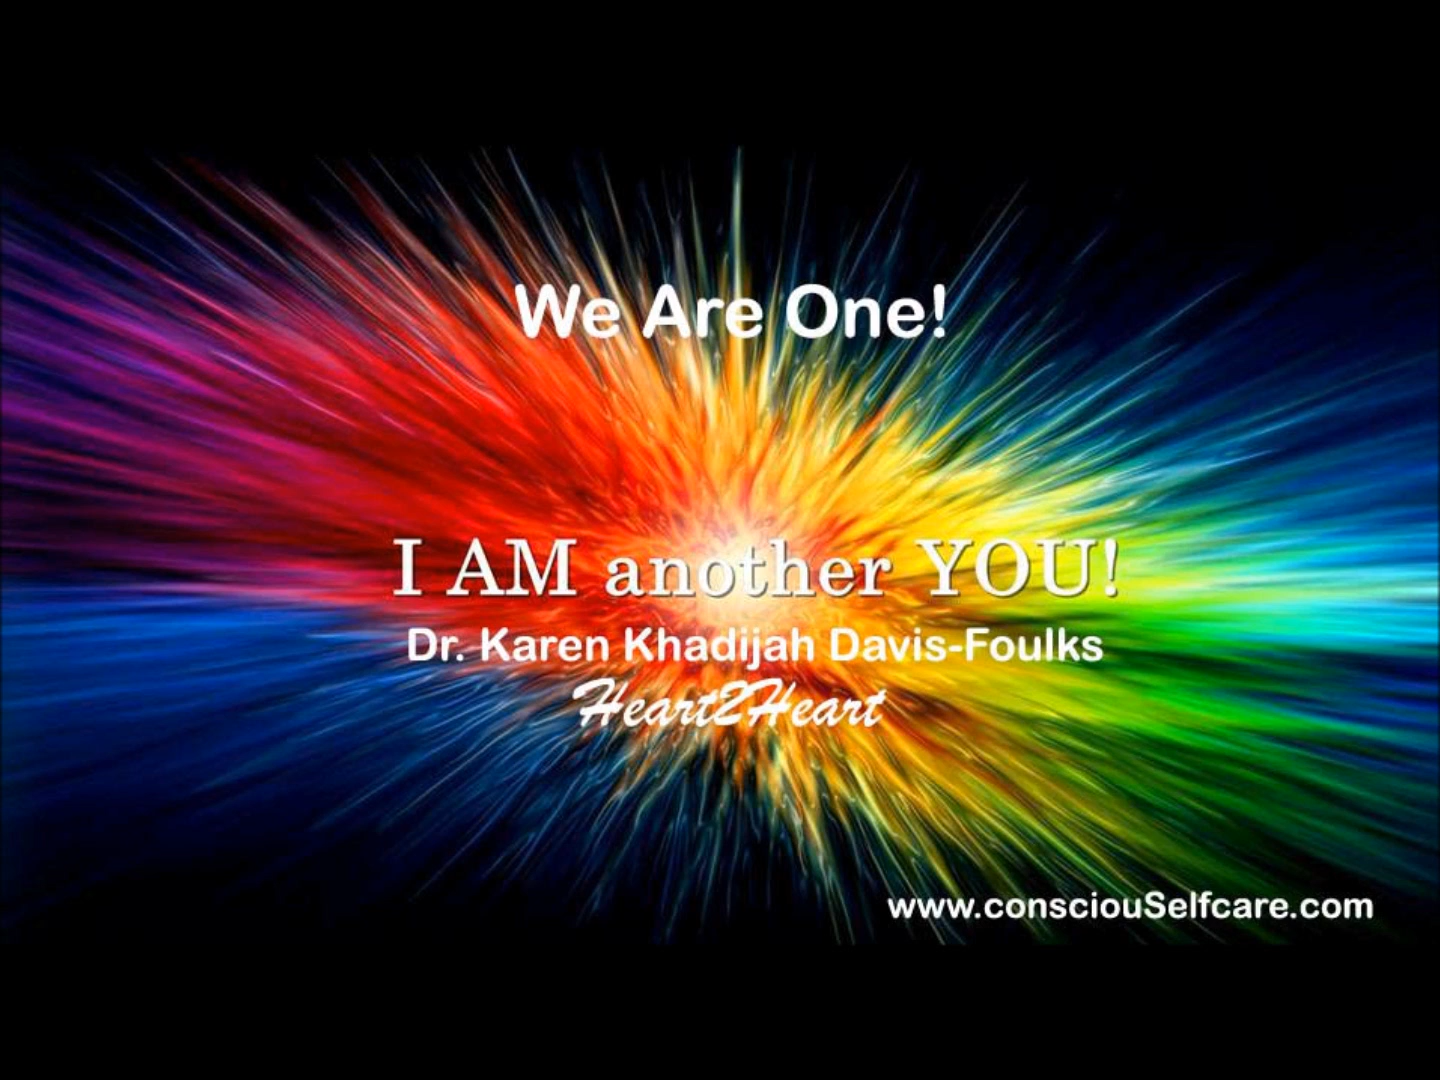 We Are One!
I AM another YOU!
Dr. Karen Khadijah Davis-Foulks
Heart2Heart
www.consciouSelfcare.com